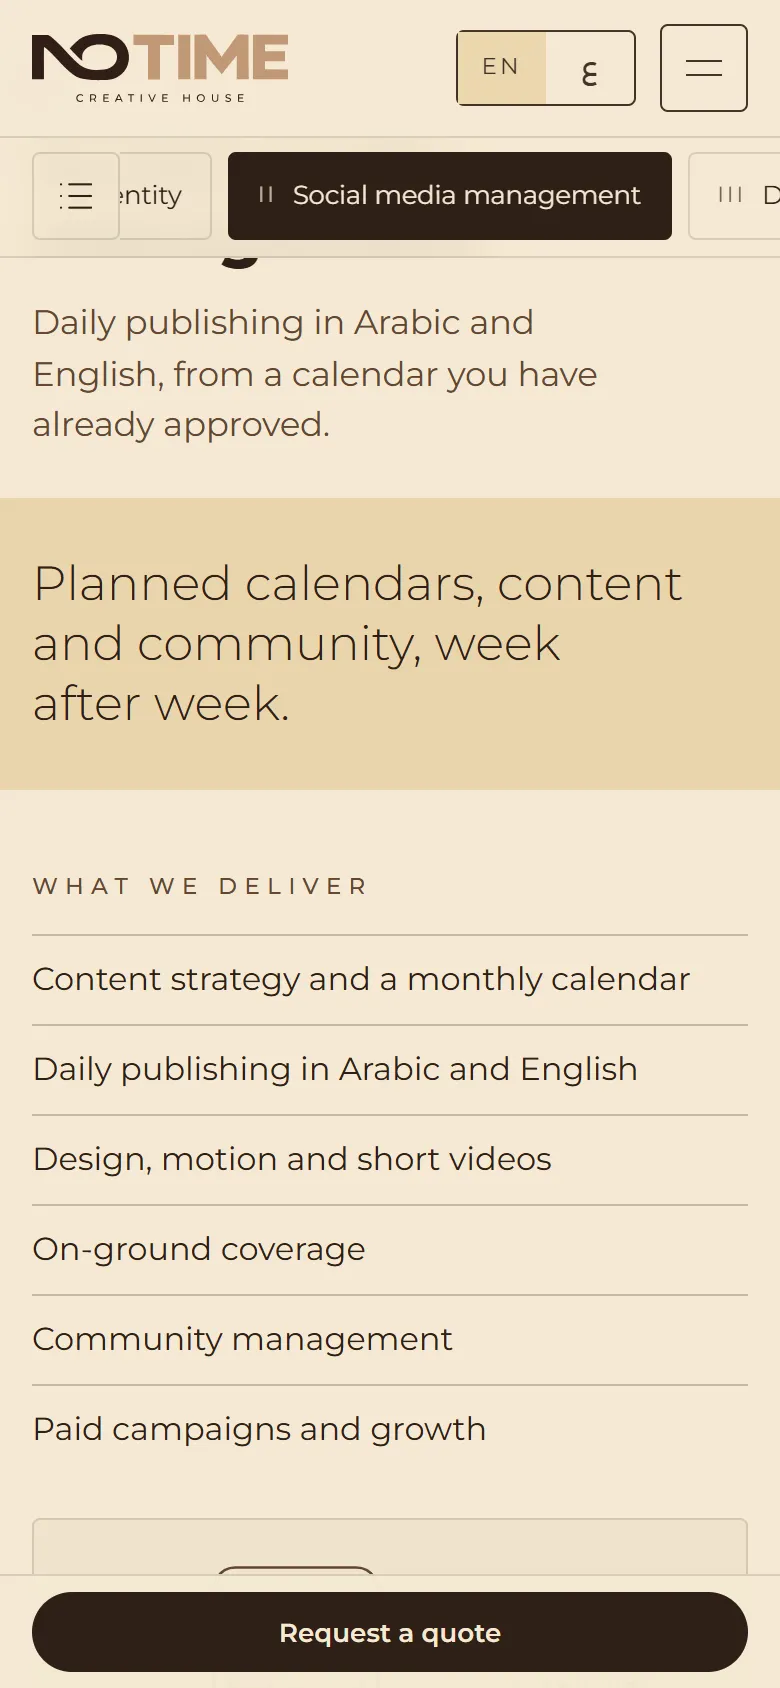 NOTIME
CREATIVE HOUSE
EN
ع
entity
II Social media management
III D
Daily publishing in Arabic and
English, from a calendar you have
already approved.
Planned calendars, content
and community, week
after week.
WHAT WE DELIVER
Content strategy and a monthly calendar
Daily publishing in Arabic and English
Design, motion and short videos
On-ground coverage
Community management
Paid campaigns and growth
Request a quote